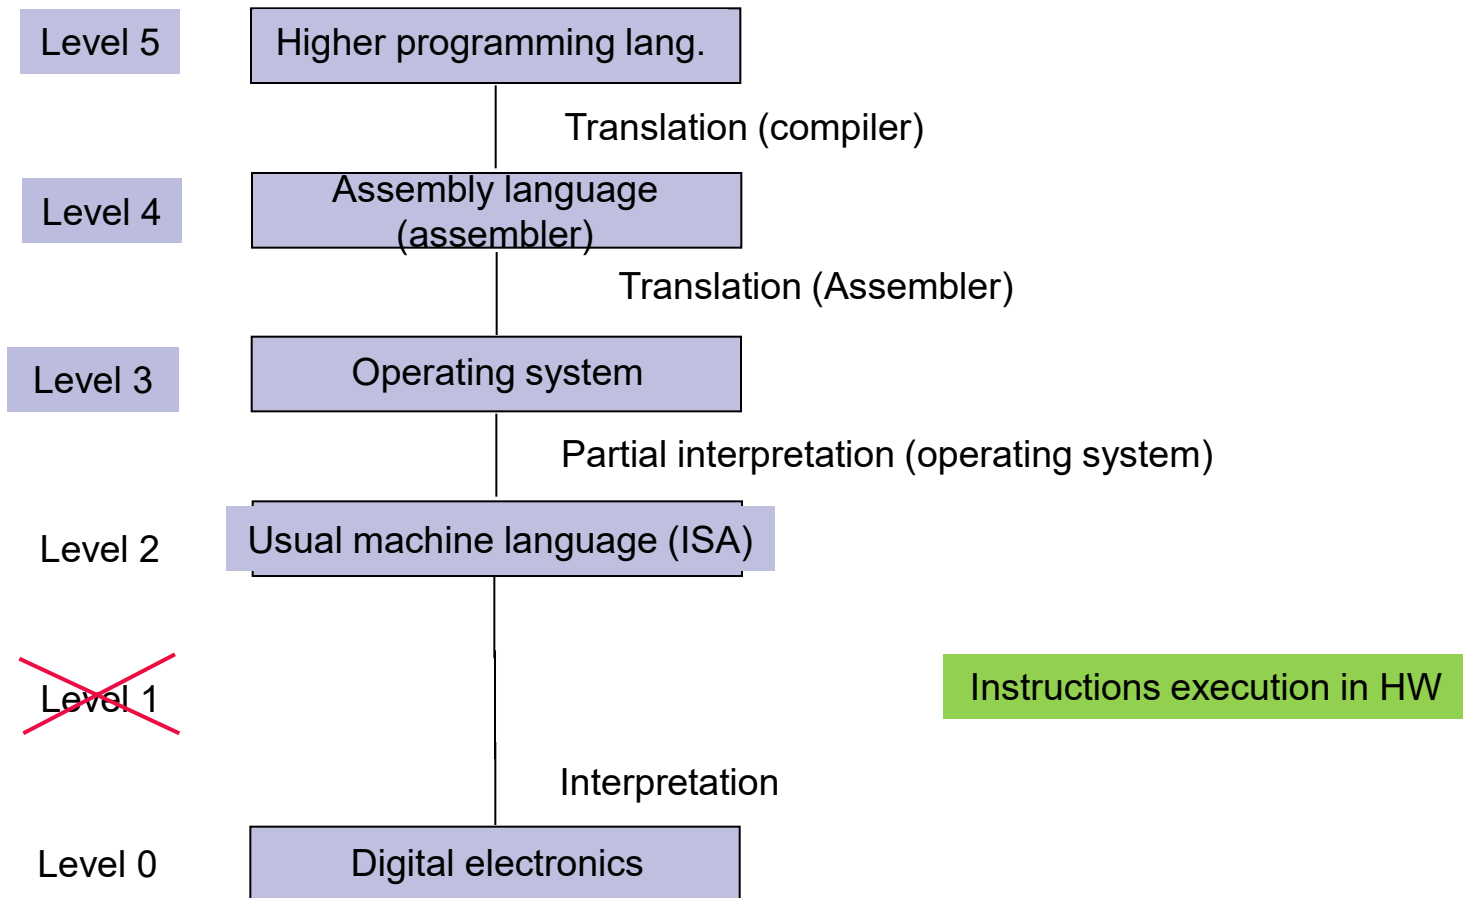 Level 5
Higher programming lang.
Translation (compiler)
Level 4
Assembly language
(assembler)
Translation (Assembler)
Level 3
Operating system
Partial interpretation (operating system)
Level 2
Usual machine language (ISA)
Level 1
Instructions execution in HW
Interpretation
Level 0
Digital electronics